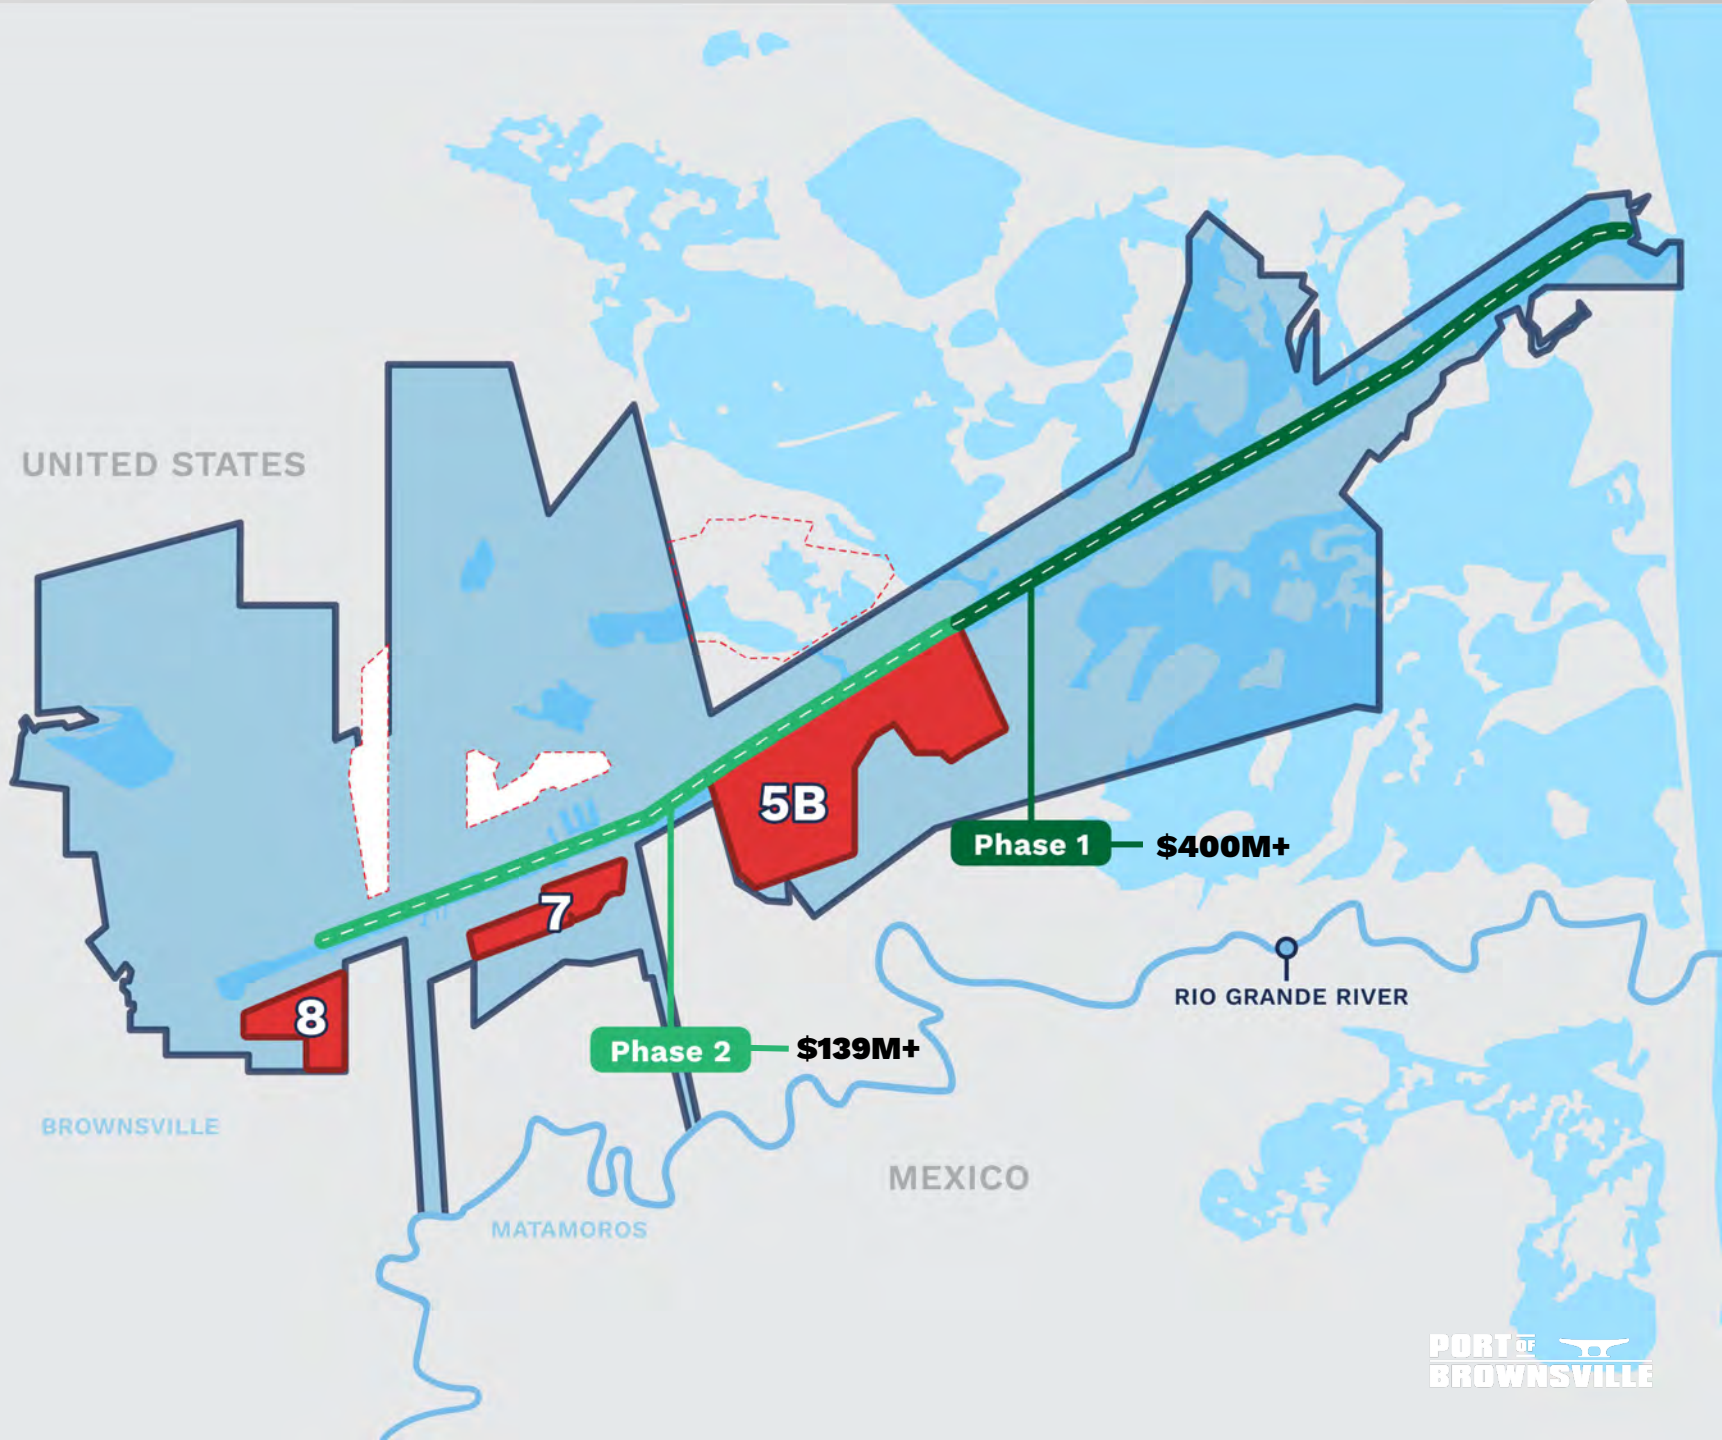 UNITED STATES
5B
Phase 1
$400M+
7
RIO GRANDE RIVER
8
Phase 2
$139M+
BROWNSVILLE
MEXICO
MATAMOROS
PORT OF
BROWNSVILLE